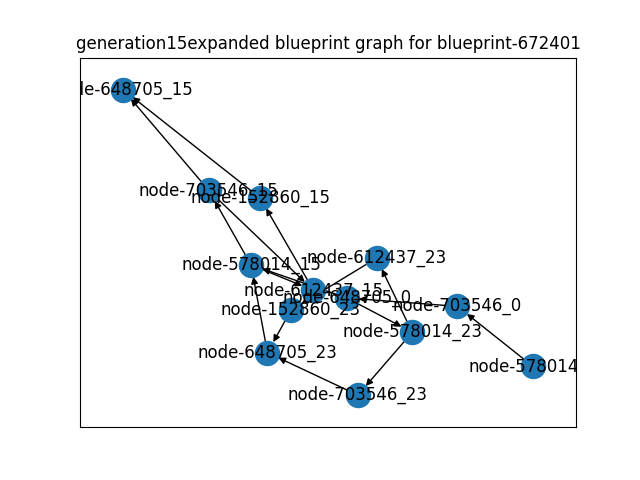 generation15expanded blueprint graph for blueprint-672401
le-648705_15
node-703546_15
node-152860_15
node-612437_23
node-578014_15
node-612437_15
node-648705_0
node-703546_0
node-152860_23
node-578014_23
node-648705_23
node-578014
node-703546_23